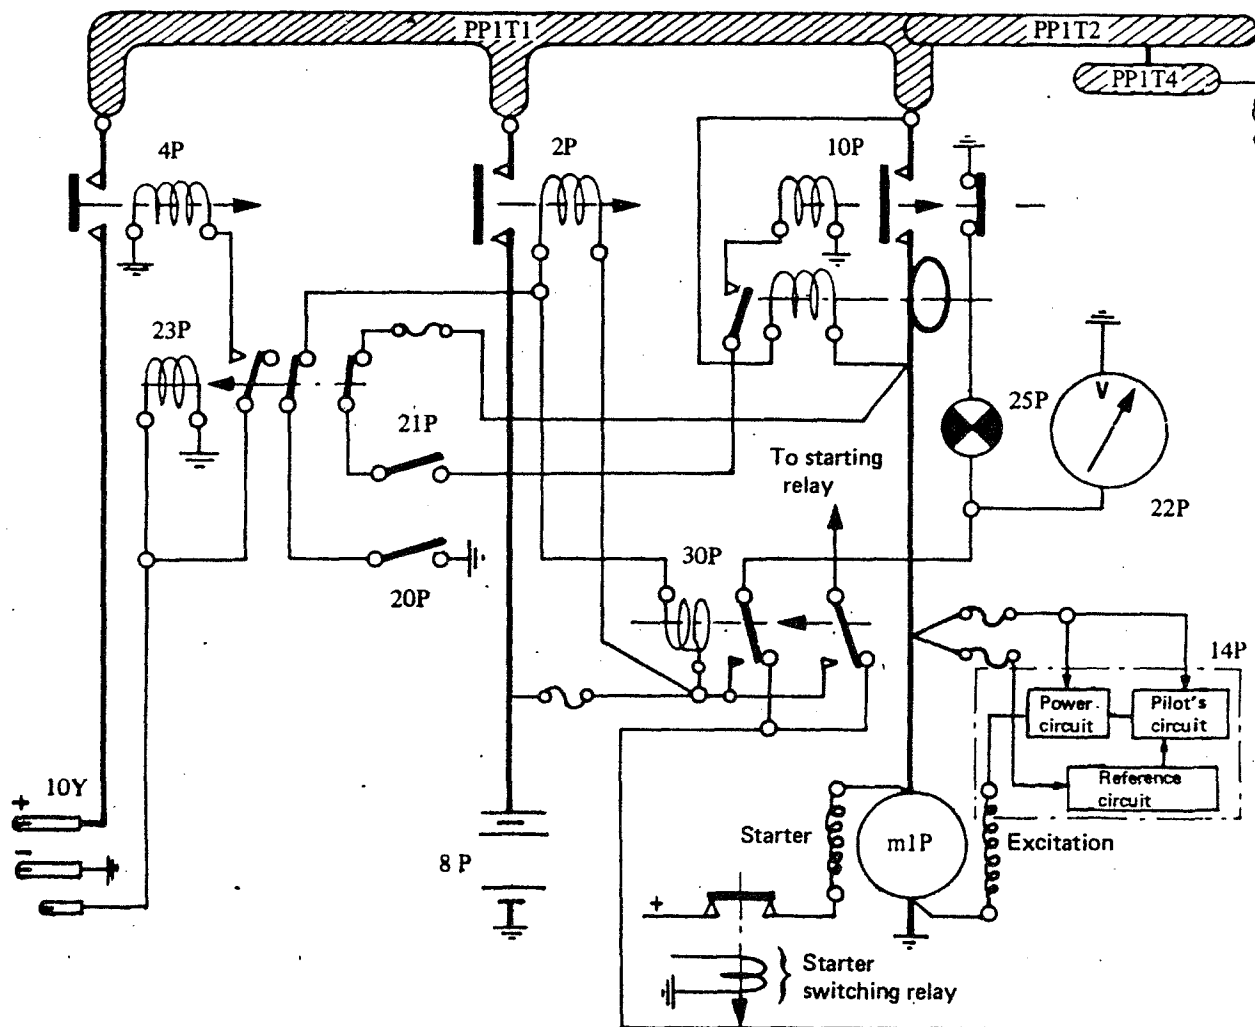 PP1T1
PP1T2
PP1T4
4P
2P
10P
23P
21P
25P
V
To starting
relay
22P
20P
30P
14P
Power
circuit
Pilot's
circuit
Reference
circuit
10Y
+
-
8 P
Starter
m1P
Excitation
+
Starter
switching relay